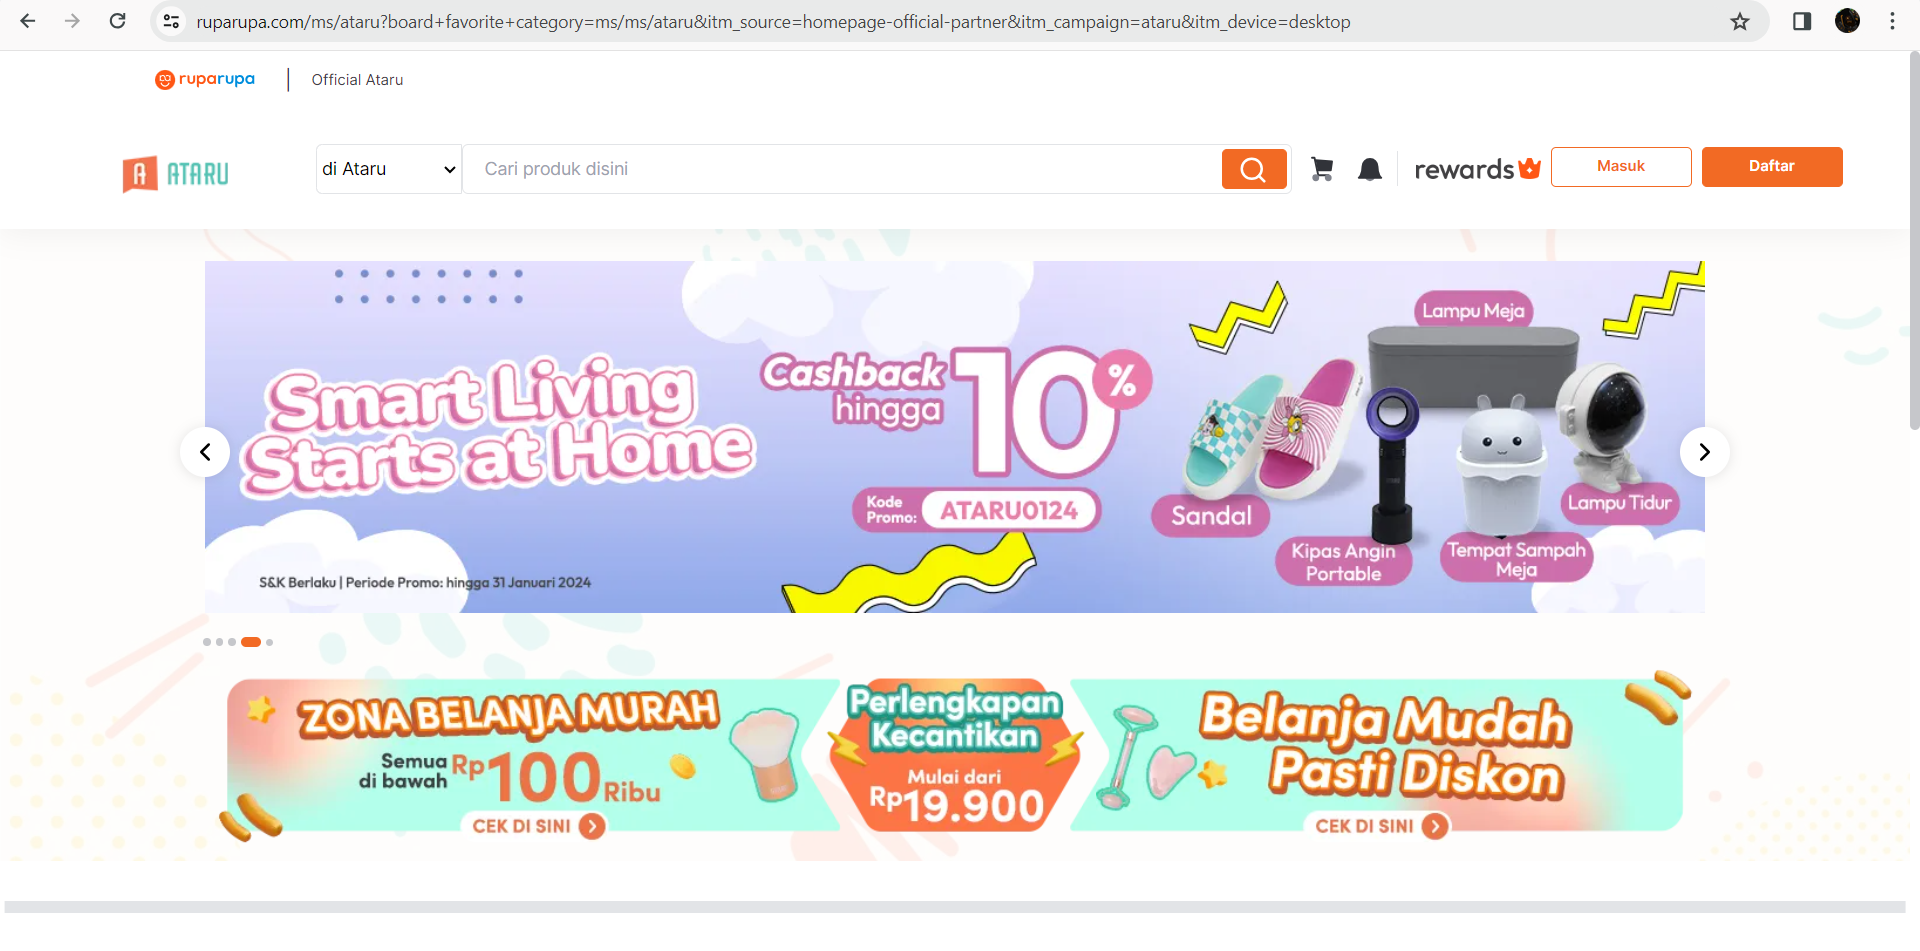 ruparupa.com/ms/ataru?board+favorite+category=ms/ms/ataru&itm_source=homepage-official-partner&itm_campaign=ataru&itm_device=desktop
ruparupa
Official Ataru
ATARU
di Ataru
Cari produk disini
rewards
Masuk
Daftar
Smart Living
Starts at Home
S&K Berlaku | Periode Promo: hingga 31 Januari 2024
Cashback
hingga
10%
Kode
Promo:
ATARU0124
Lampu Meja
Sandal
Kipas Angin
Portable
Tempat Sampah
Meja
Lampu Tidur
ZONA BELANJA MURAH
Semua
di bawah
Rp100 Ribu
CEK DI SINI
Perlengkapan
Kecantikan
Mulai dari
Rp19.900
Belanja Mudah
Pasti Diskon
CEK DI SINI